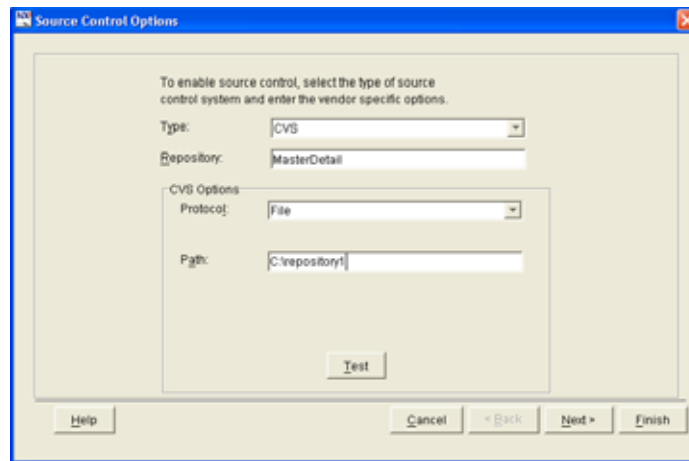 Source Control Options
To enable source control, select the type of source
control system and enter the vendor specific options.
Type: CVS
Repository: MasterDetail
CVS Options
Protocol: File
Path: C:\repository1
Test
Help Cancel < Back Next > Finish